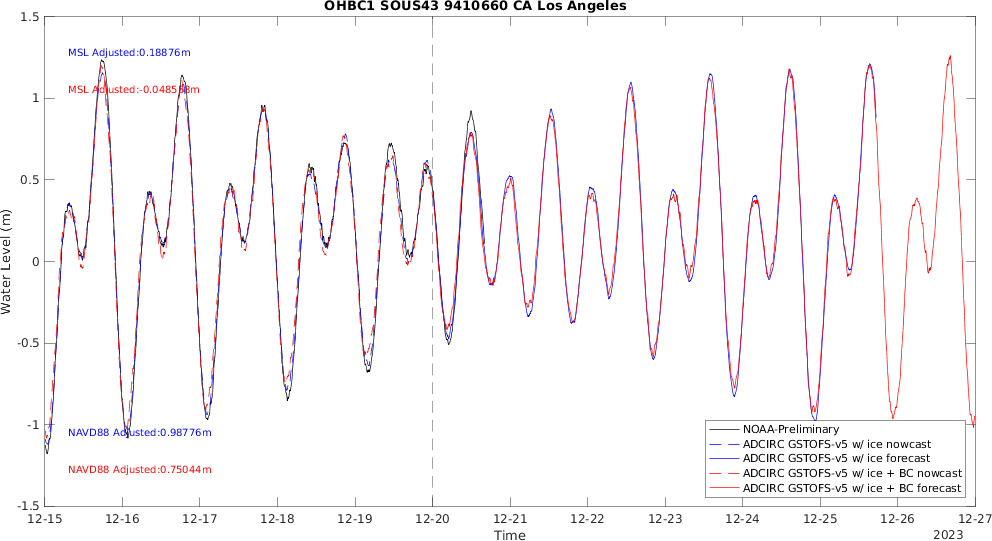 OHBC1 SOUS43 9410660 CA Los Angeles
1.5
1
0.5
0
-0.5
-1
-1.5
Water Level (m)
MSL Adjusted:0.18876m
MSL Adjusted:-0.048583m
NAVD88 Adjusted:0.98776m
NAVD88 Adjusted:0.75044m
NOAA-Preliminary
ADCIRC GSTOFS-v5 w/ ice nowcast
ADCIRC GSTOFS-v5 w/ ice forecast
ADCIRC GSTOFS-v5 w/ ice + BC nowcast
ADCIRC GSTOFS-v5 w/ ice + BC forecast
12-15 12-16 12-17 12-18 12-19 12-20 12-21 12-22 12-23 12-24 12-25 12-26 12-27
Time
2023